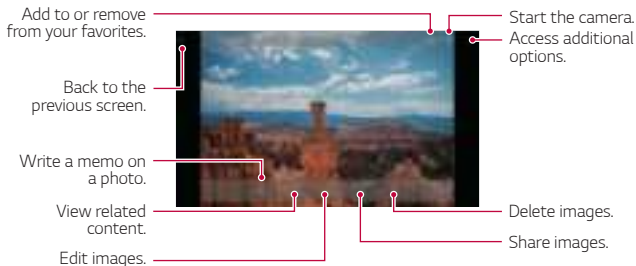 Add to or remove
from your favorites.
Back to the
previous screen.
Write a memo on
a photo.
View related
content.
Edit images.
Start the camera.
Access additional
options.
Delete images.
Share images.